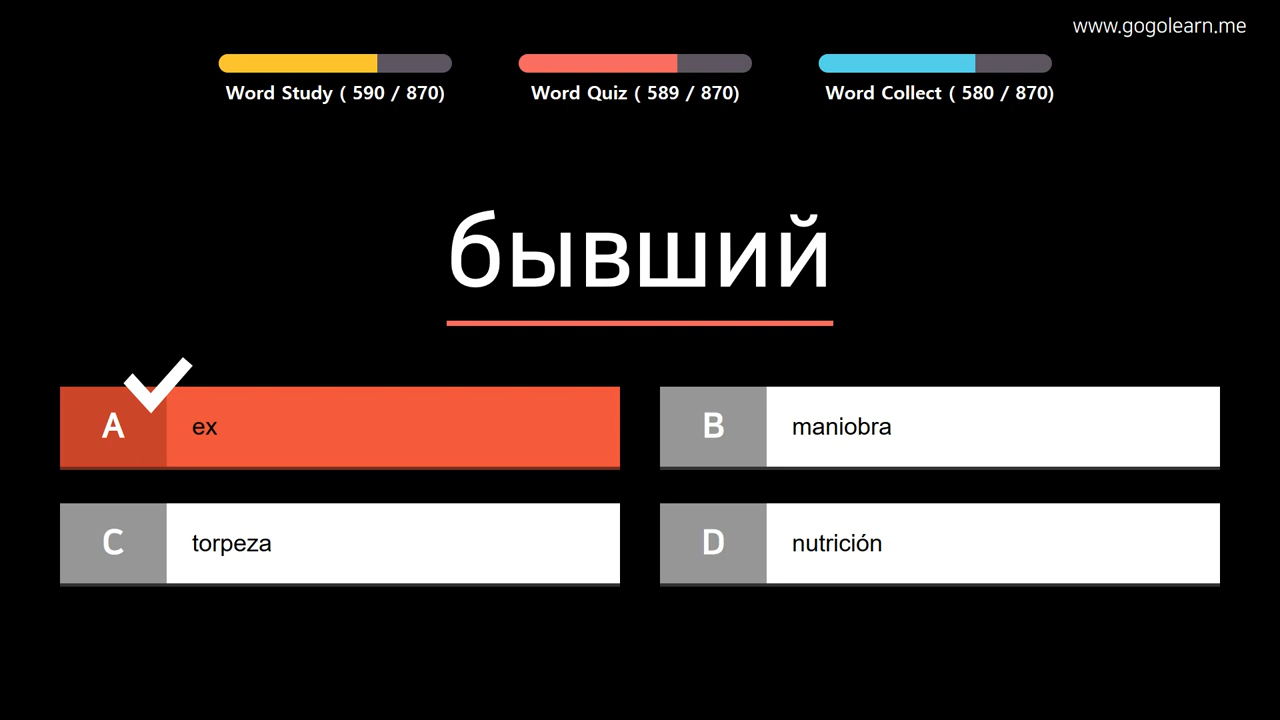 www.gogolearn.me
Word Study ( 590 / 870)
Word Quiz ( 589 / 870)
Word Collect ( 580 / 870)
бывший
A
ex
B
maniobra
C
torpeza
D
nutrición